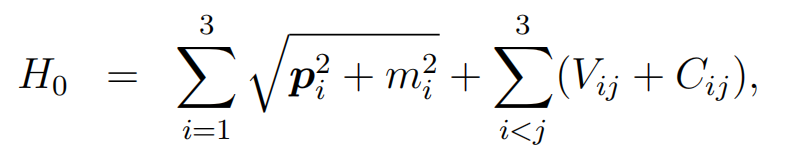 $H_0 = \sum_{i=1}^{3} \sqrt{\boldsymbol{p}_i^2 + m_i^2} + \sum_{i<j}^{3} (V_{ij} + C_{ij}),$